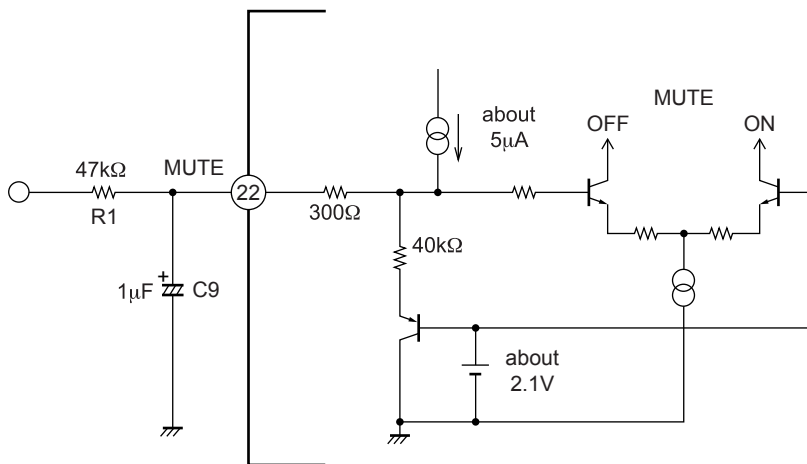 about
5μA
MUTE
OFF
ON
47kΩ
MUTE
22
R1
300Ω
40kΩ
1μF
+
C9
about
2.1V